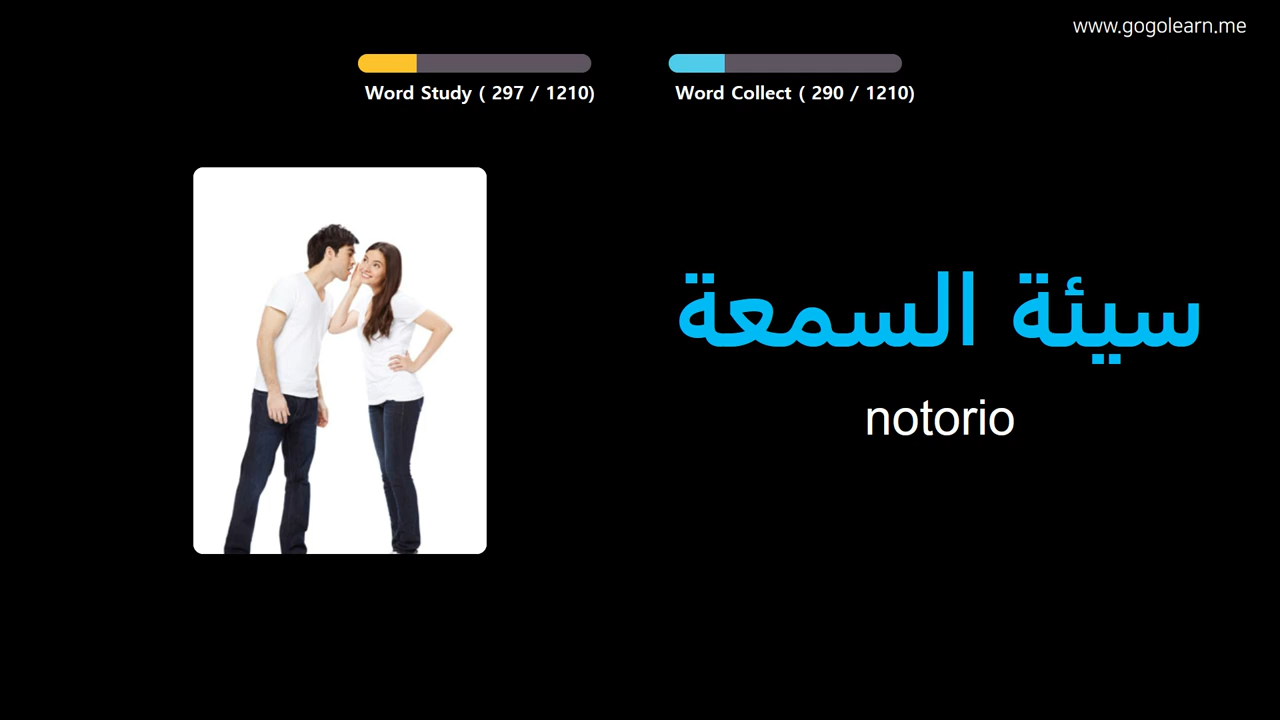 www.gogolearn.me
Word Study ( 297 / 1210)
Word Collect ( 290 / 1210)
سيئة السمعة
notorio